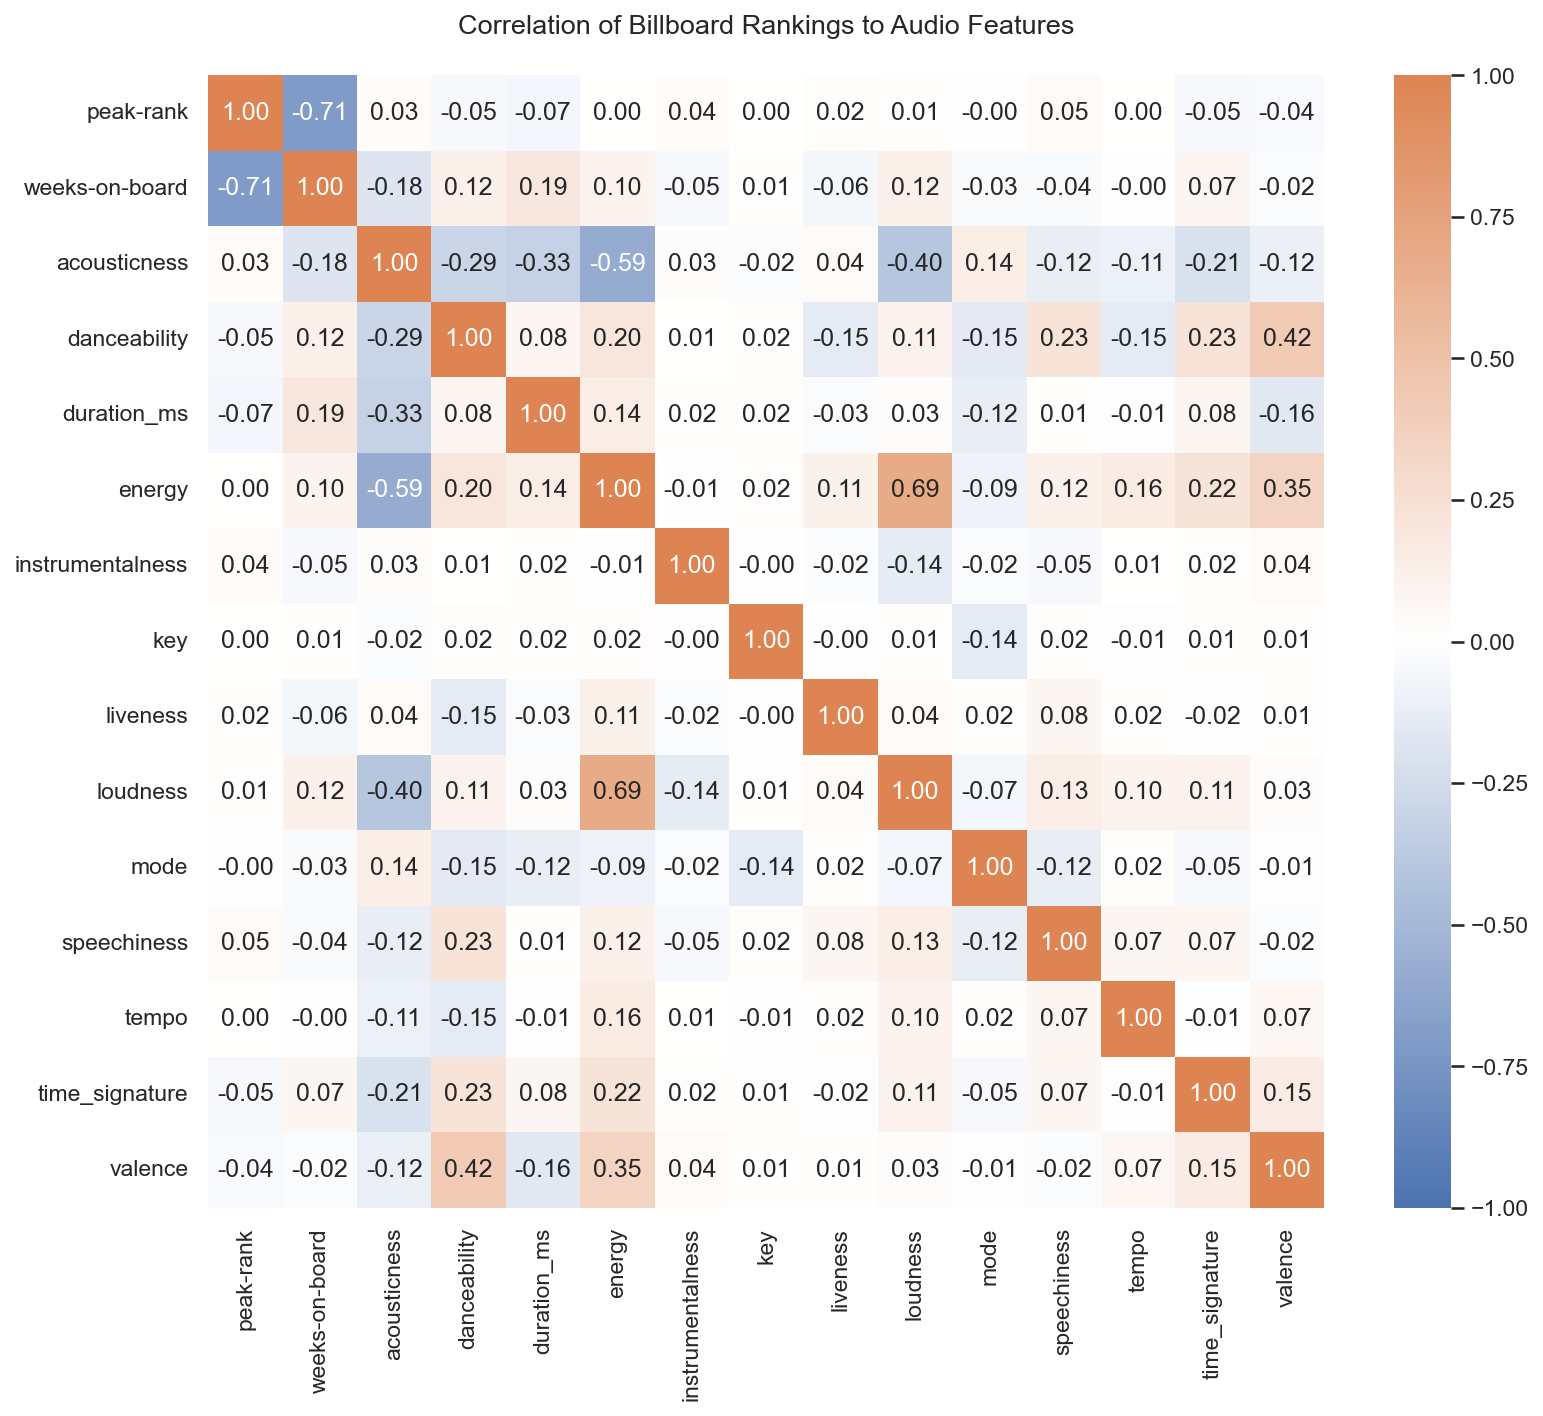 Correlation of Billboard Rankings to Audio Features
peak-rank 1.00 -0.71 0.03 -0.05 -0.07 0.00 0.04 0.00 0.02 0.01 -0.00 0.05 0.00 -0.05 -0.04
weeks-on-board -0.71 1.00 -0.18 0.12 0.19 0.10 -0.05 0.01 -0.06 0.12 -0.03 -0.04 -0.00 0.07 -0.02
acousticness 0.03 -0.18 1.00 -0.29 -0.33 -0.59 0.03 -0.02 0.04 -0.40 0.14 -0.12 -0.11 -0.21 -0.12
danceability -0.05 0.12 -0.29 1.00 0.08 0.20 0.01 0.02 -0.15 0.11 -0.15 0.23 -0.15 0.23 0.42
duration_ms -0.07 0.19 -0.33 0.08 1.00 0.14 0.02 0.02 -0.03 0.03 -0.12 0.01 -0.01 0.08 -0.16
energy 0.00 0.10 -0.59 0.20 0.14 1.00 -0.01 0.02 0.11 0.69 -0.09 0.12 0.16 0.22 0.35
instrumentalness 0.04 -0.05 0.03 0.01 0.02 -0.01 1.00 -0.00 -0.02 -0.14 -0.02 -0.05 0.01 0.02 0.04
key 0.00 0.01 -0.02 0.02 0.02 0.02 -0.00 1.00 -0.00 0.01 -0.14 0.02 -0.01 0.01 0.01
liveness 0.02 -0.06 0.04 -0.15 -0.03 0.11 -0.02 -0.00 1.00 0.04 0.02 0.08 0.02 -0.02 0.01
loudness 0.01 0.12 -0.40 0.11 0.03 0.69 -0.14 0.01 0.04 1.00 -0.07 0.13 0.10 0.11 0.03
mode -0.00 -0.03 0.14 -0.15 -0.12 -0.09 -0.02 -0.14 0.02 -0.07 1.00 -0.12 0.02 -0.05 -0.01
speechiness 0.05 -0.04 -0.12 0.23 0.01 0.12 -0.05 0.02 0.08 0.13 -0.12 1.00 0.07 0.07 -0.02
tempo 0.00 -0.00 -0.11 -0.15 -0.01 0.16 0.01 -0.01 0.02 0.10 0.02 0.07 1.00 -0.01 0.07
time_signature -0.05 0.07 -0.21 0.23 0.08 0.22 0.02 0.01 -0.02 0.11 -0.05 0.07 -0.01 1.00 0.15
valence -0.04 -0.02 -0.12 0.42 -0.16 0.35 0.04 0.01 0.01 0.03 -0.01 -0.02 0.07 0.15 1.00
peak-rank
weeks-on-board
acousticness
danceability
duration_ms
energy
instrumentalness
key
liveness
loudness
mode
speechiness
tempo
time_signature
valence
1.00
0.75
0.50
0.25
0.00
−0.25
−0.50
−0.75
−1.00